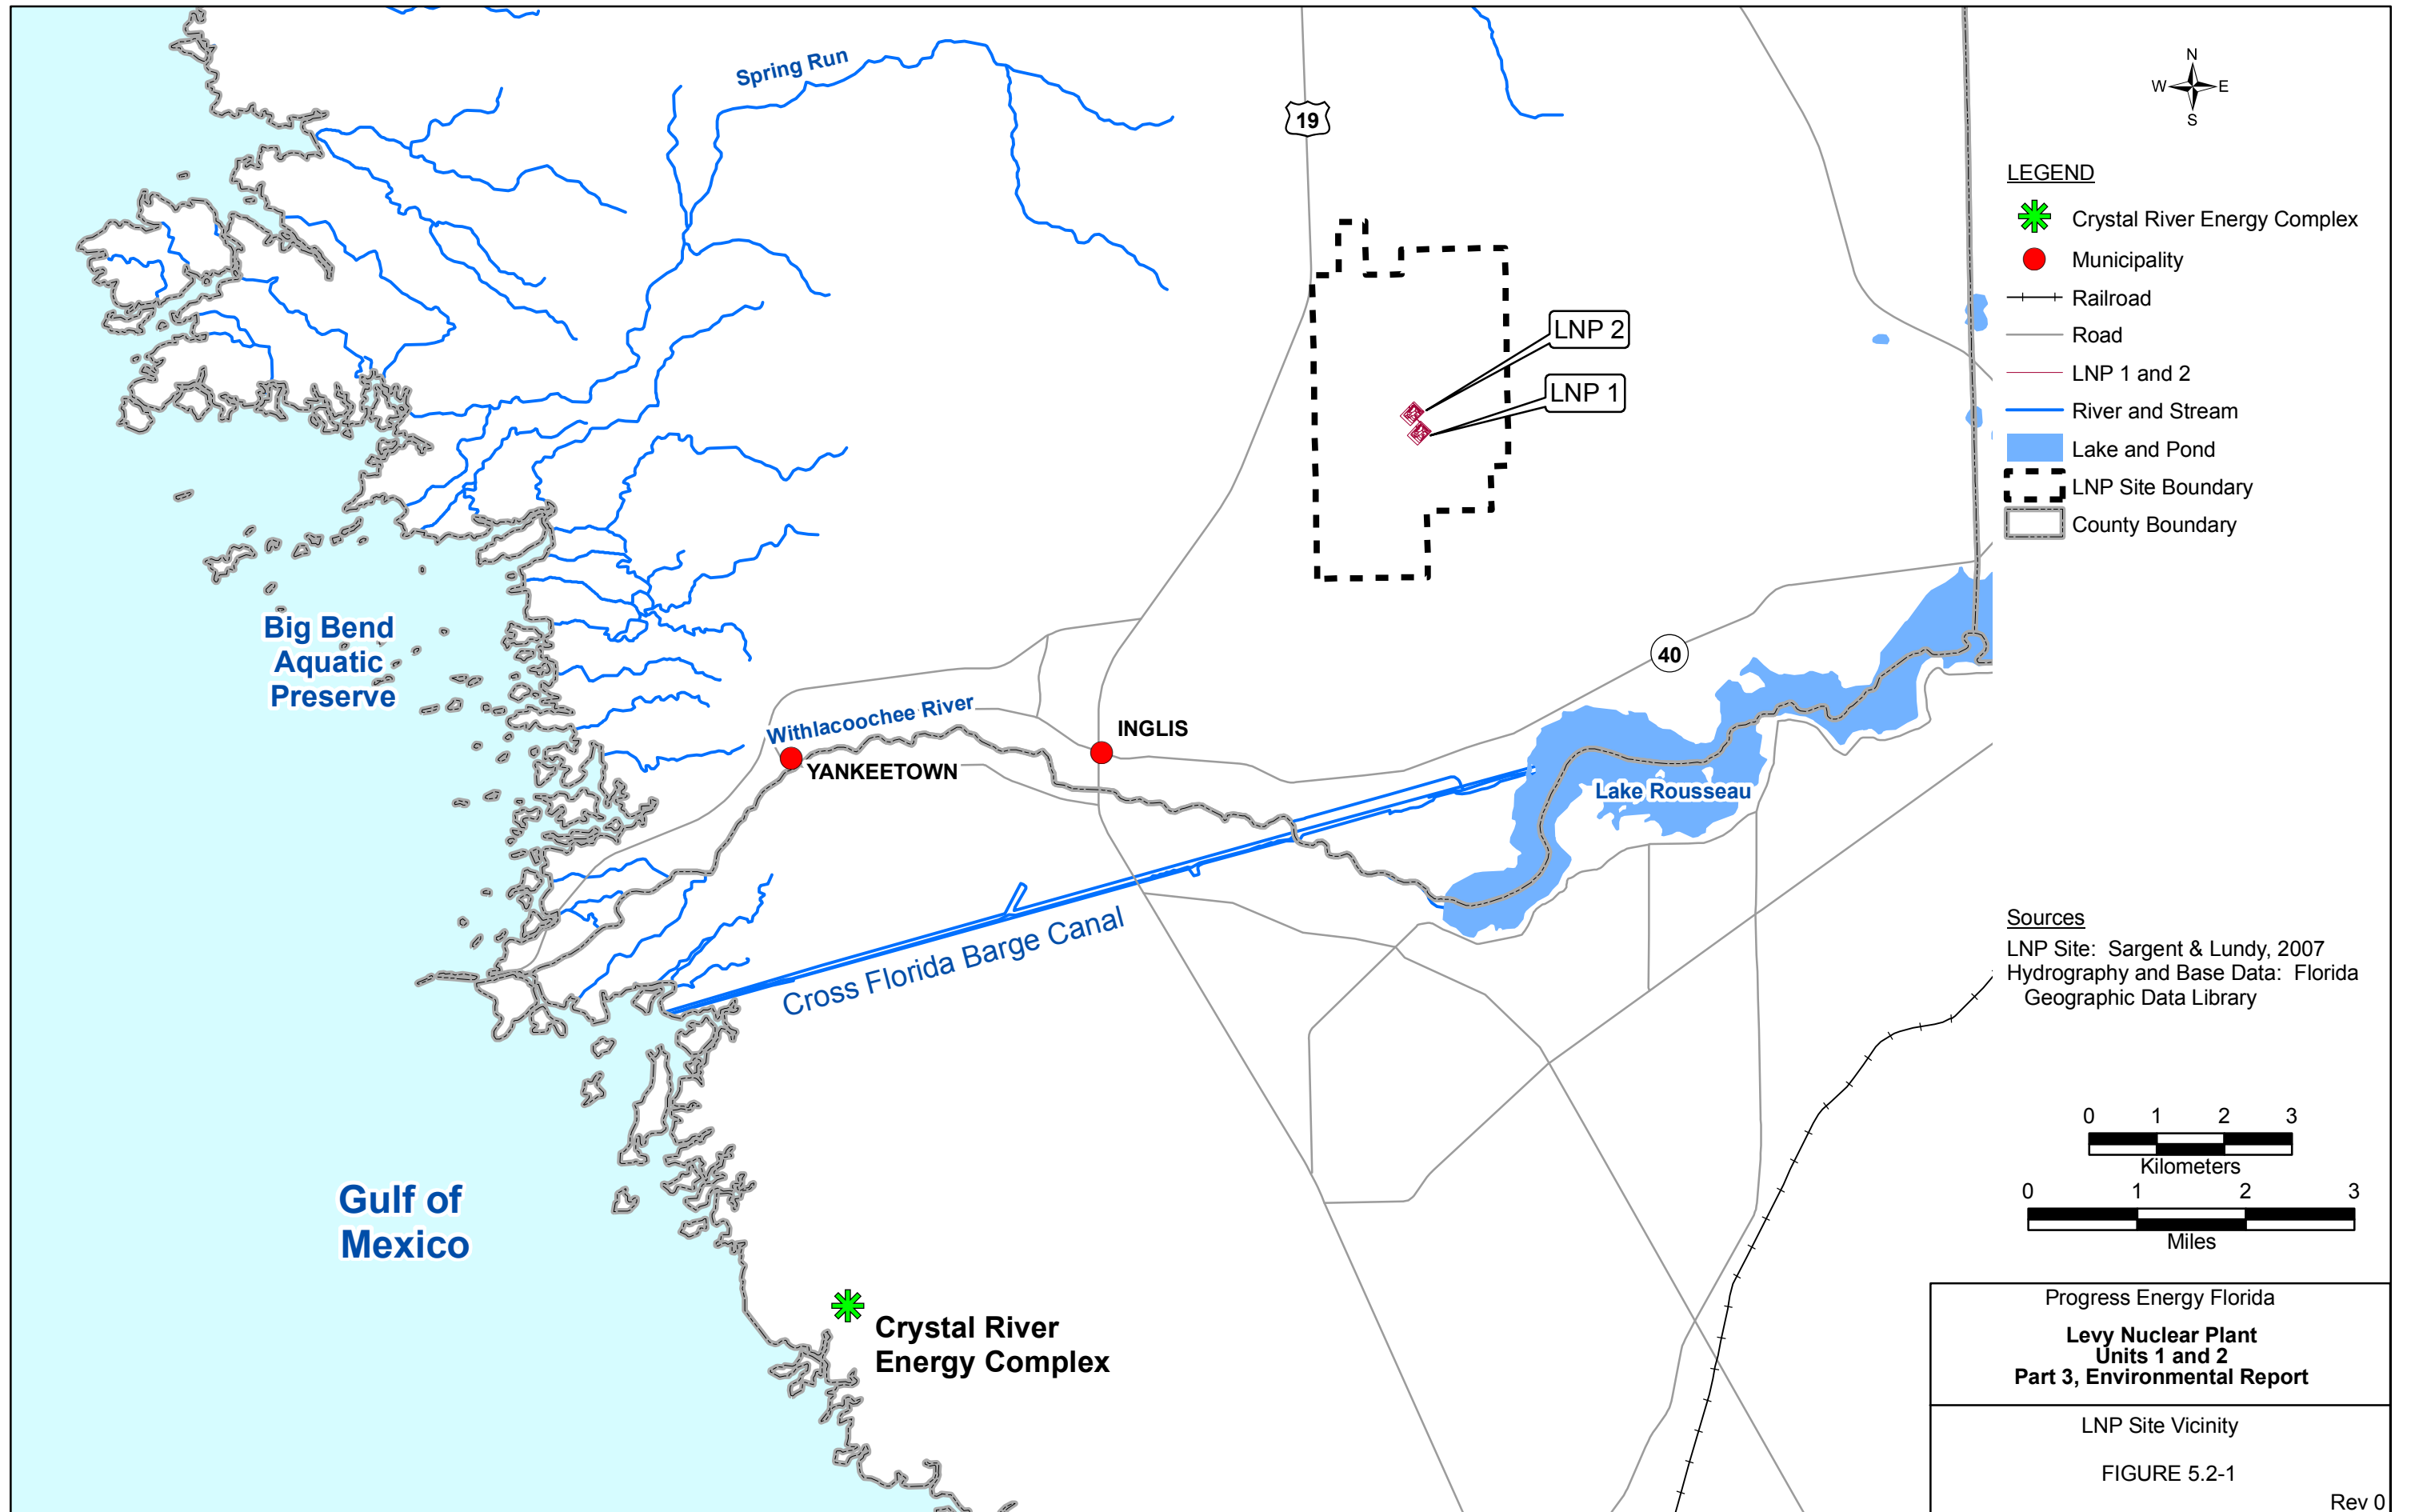 Spring Run
19
N
W E
S
LEGEND
Crystal River Energy Complex
Municipality
Railroad
Road
LNP 1 and 2
River and Stream
Lake and Pond
LNP Site Boundary
County Boundary
LNP 2
LNP 1
Big Bend
Aquatic
Preserve
40
Withlacoochee River
INGLIS
YANKEETOWN
Lake Rousseau
Cross Florida Barge Canal
Sources
LNP Site: Sargent & Lundy, 2007
Hydrography and Base Data: Florida
Geographic Data Library
0 1 2 3
Kilometers
0 1 2 3
Miles
Gulf of
Mexico
Crystal River
Energy Complex
Progress Energy Florida
Levy Nuclear Plant
Units 1 and 2
Part 3, Environmental Report
LNP Site Vicinity
FIGURE 5.2-1
Rev 0